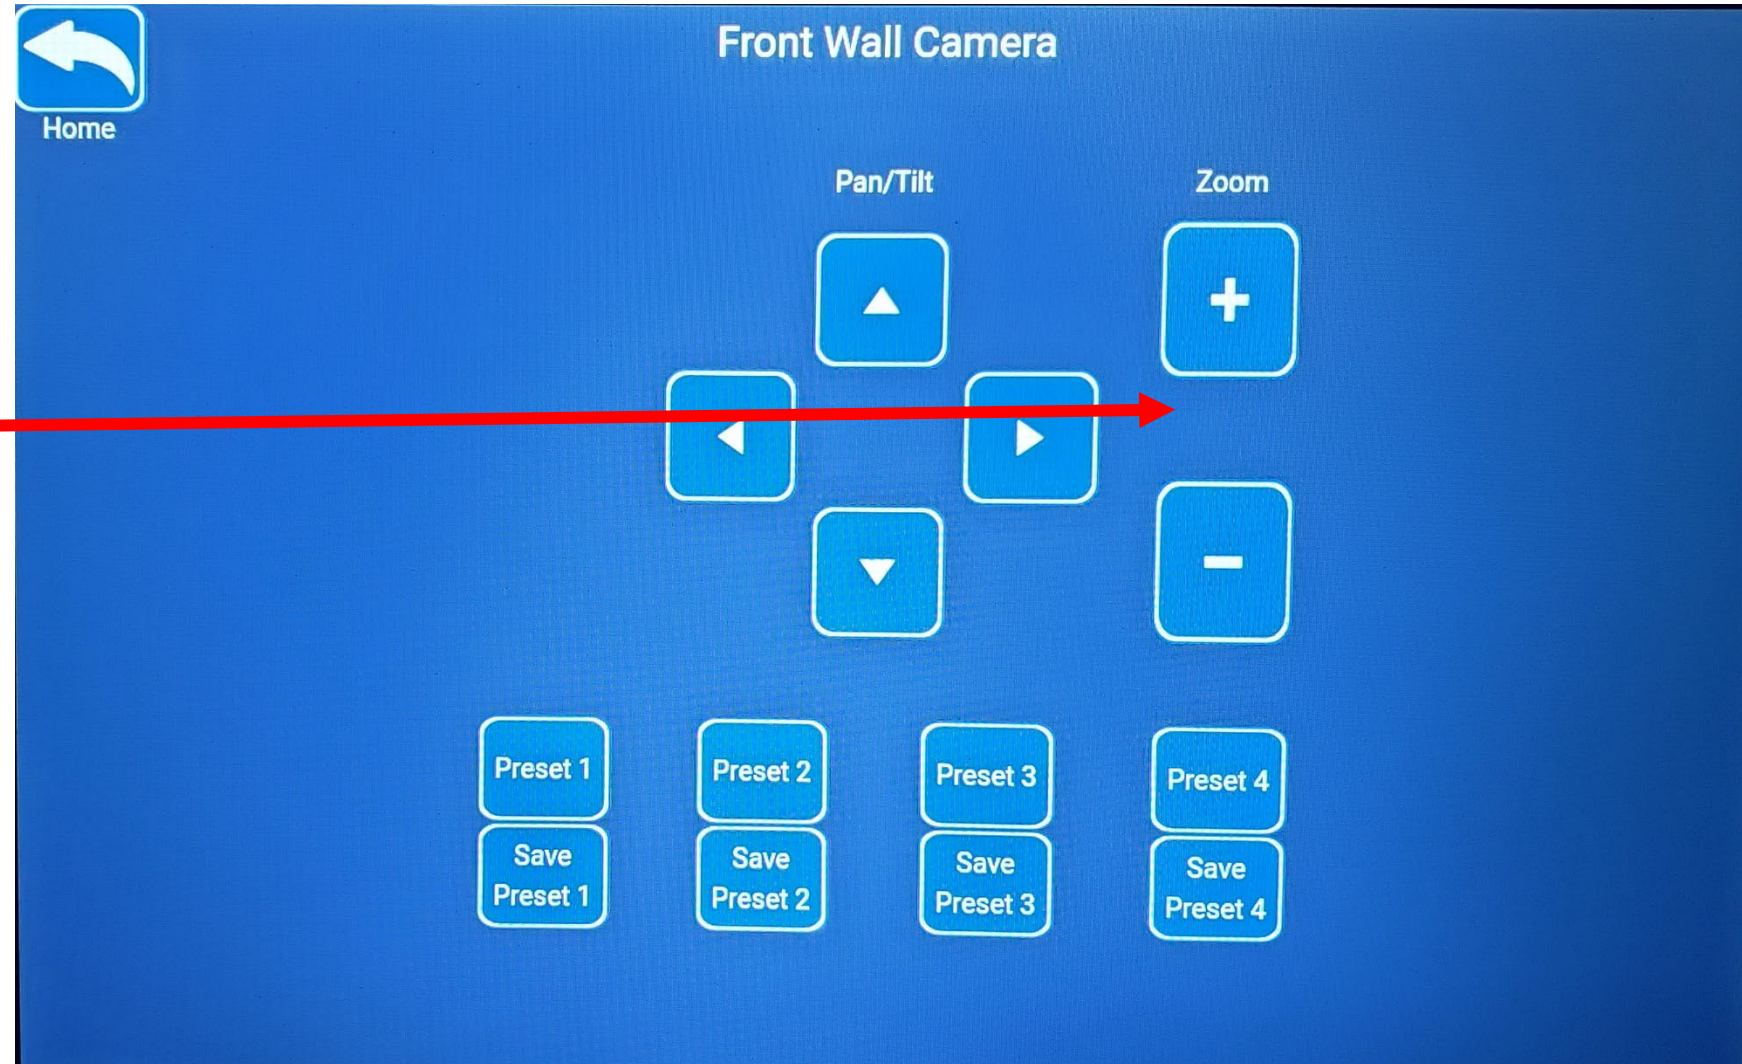 Front Wall Camera
Home
Pan/Tilt
Zoom
+
-
Preset 1
Preset 2
Preset 3
Preset 4
Save
Preset 1
Save
Preset 2
Save
Preset 3
Save
Preset 4